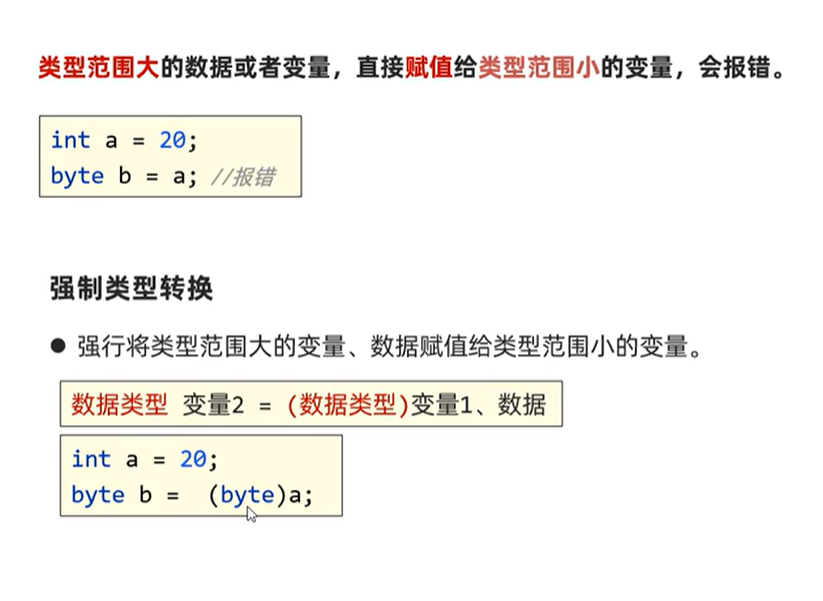 类型范围大的数据或者变量，直接赋值给类型范围小的变量，会报错。
int a = 20;
byte b = a; //报错
强制类型转换
● 强行将类型范围大的变量、数据赋值给类型范围小的变量。
数据类型 变量2 = (数据类型)变量1、数据
int a = 20;
byte b = (byte)a;